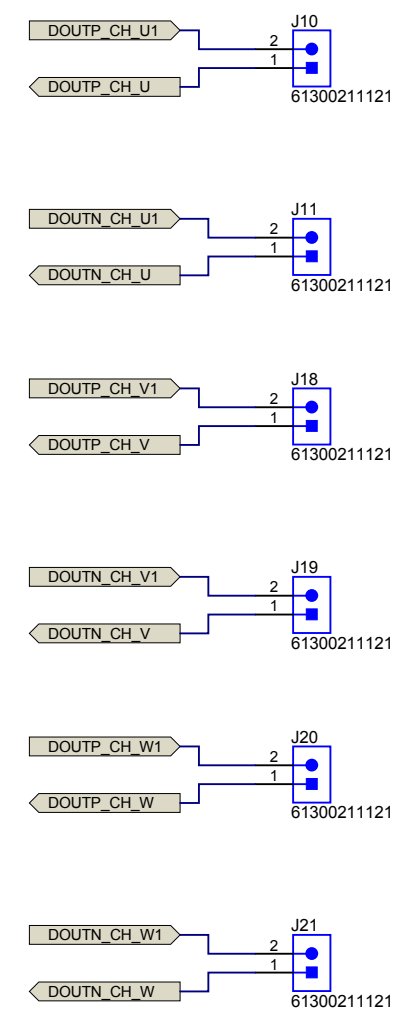 J10
DOUTP_CH_U1
2
1
DOUTP_CH_U
61300211121
J11
DOUTN_CH_U1
2
1
DOUTN_CH_U
61300211121
J18
DOUTP_CH_V1
2
1
DOUTP_CH_V
61300211121
J19
DOUTN_CH_V1
2
1
DOUTN_CH_V
61300211121
J20
DOUTP_CH_W1
2
1
DOUTP_CH_W
61300211121
J21
DOUTN_CH_W1
2
1
DOUTN_CH_W
61300211121